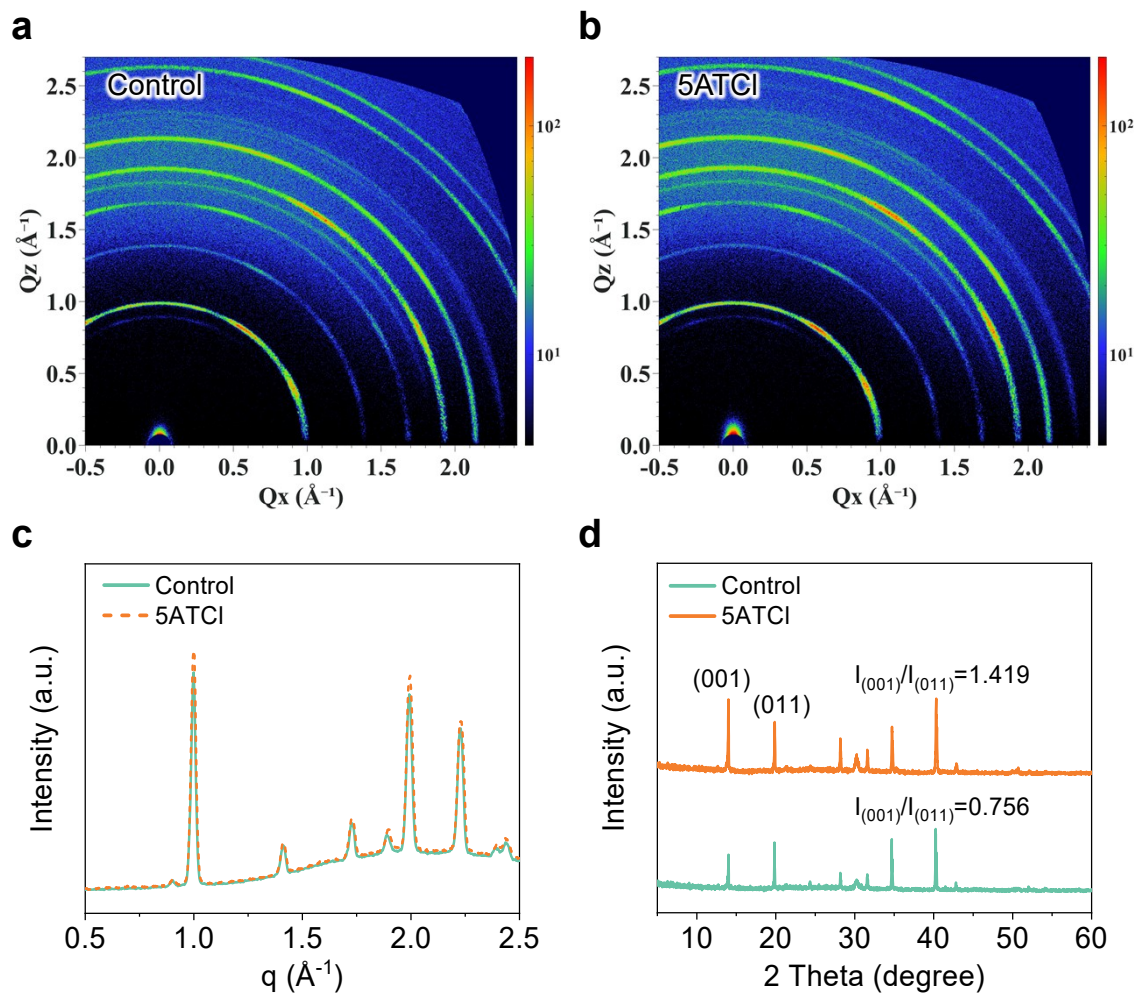 a
Control
2.5
2.0
1.5
1.0
0.5
0.0
Qz (Å⁻¹)
-0.5 0.0 0.5 1.0 1.5 2.0
Qx (Å⁻¹)
10²
10¹
b
5ATCl
2.5
2.0
1.5
1.0
0.5
0.0
Qz (Å⁻¹)
-0.5 0.0 0.5 1.0 1.5 2.0
Qx (Å⁻¹)
10²
10¹
c
Control
5ATCl
Intensity (a.u.)
0.5 1.0 1.5 2.0 2.5
q (Å⁻¹)
d
Control
5ATCl
(001)
(011)
I₍₀₀₁₎/I₍₀₁₁₎=1.419
I₍₀₀₁₎/I₍₀₁₁₎=0.756
Intensity (a.u.)
10 20 30 40 50 60
2 Theta (degree)